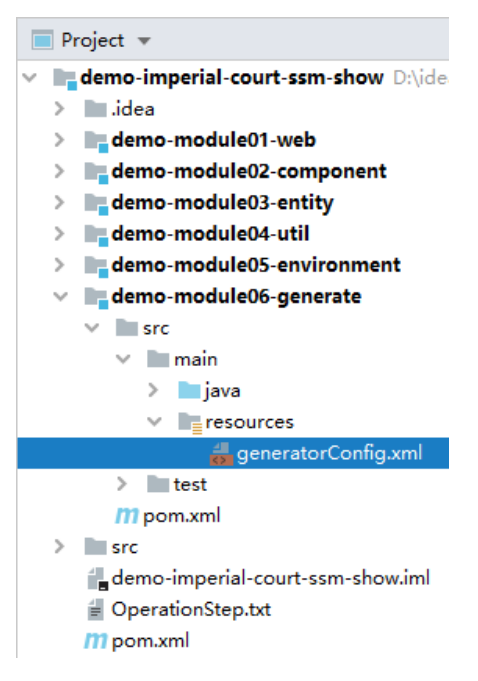 Project
demo-imperial-court-ssm-show D:\ide
.idea
demo-module01-web
demo-module02-component
demo-module03-entity
demo-module04-util
demo-module05-environment
demo-module06-generate
src
main
java
resources
generatorConfig.xml
test
m pom.xml
src
demo-imperial-court-ssm-show.iml
OperationStep.txt
m pom.xml